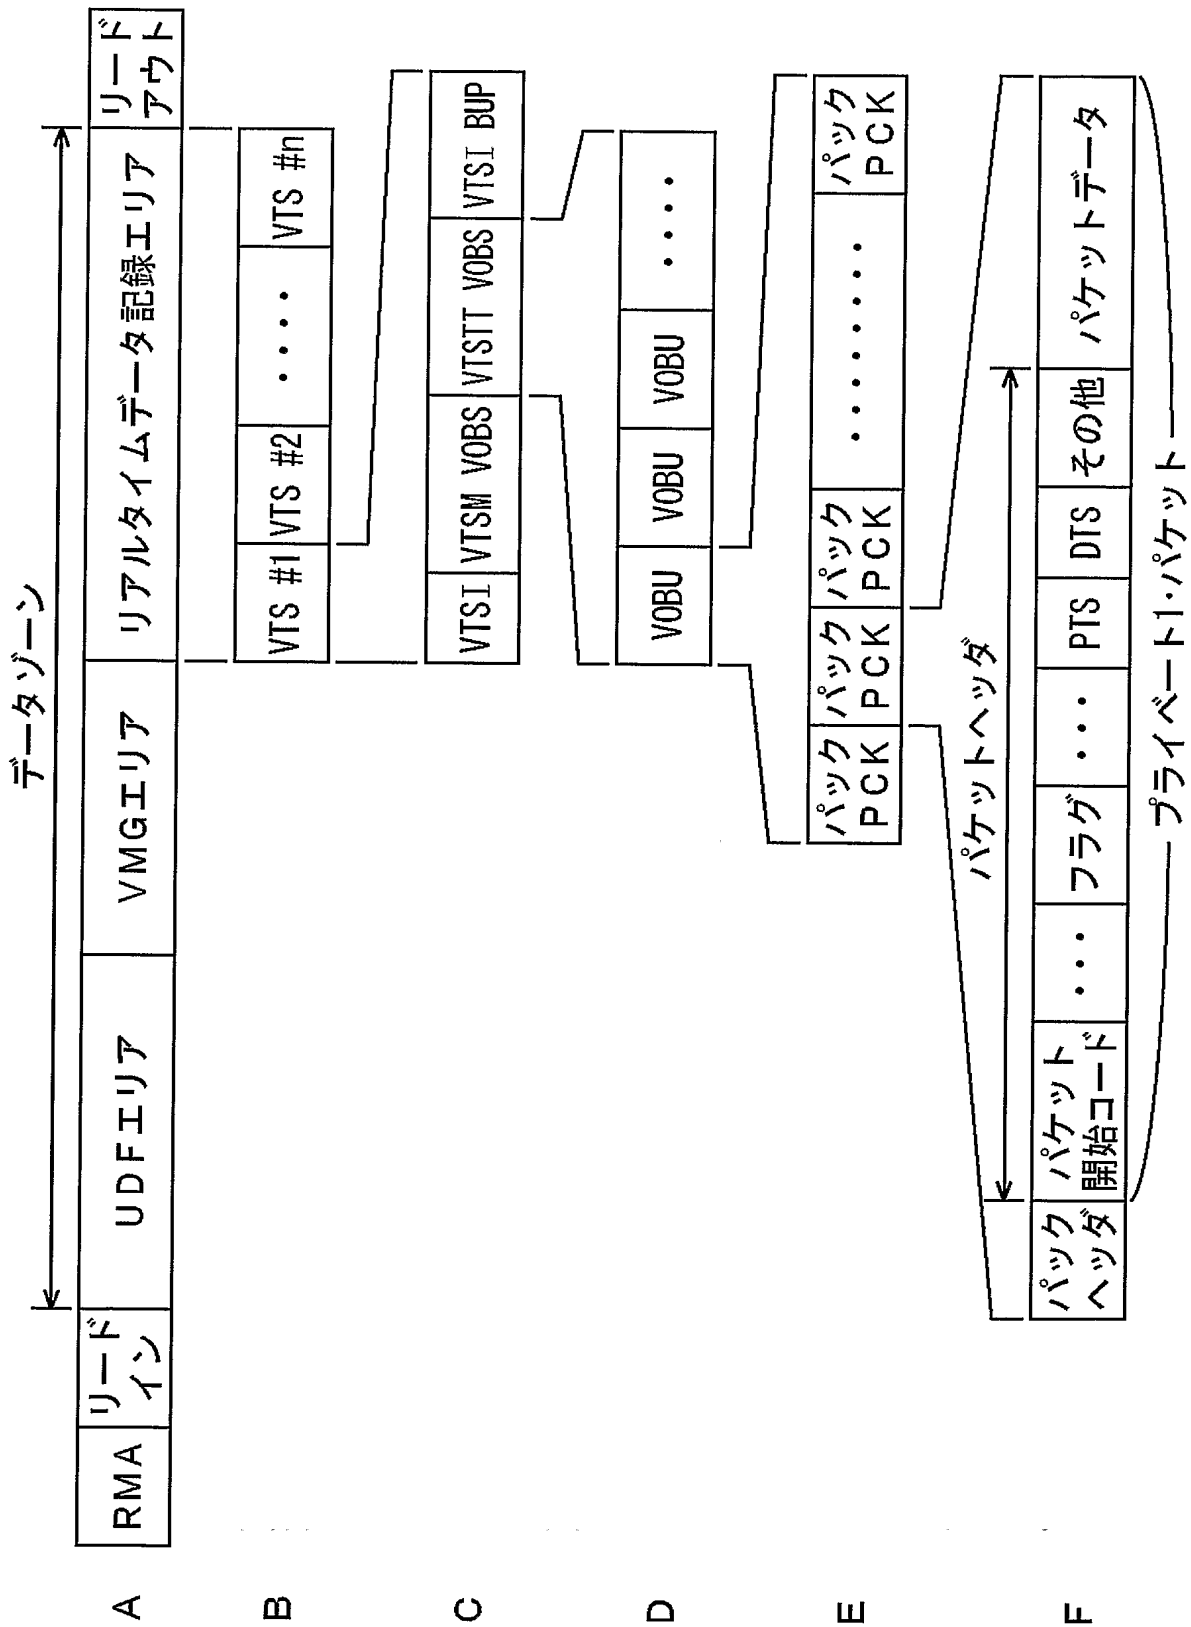 データゾーン
A
RMA
リード
イン
UDFエリア
VMGエリア
リアルタイムデータ記録エリア
リード
アウト
B
VTS #1
VTS #2
・・・・
VTS #n
C
VTSI
VTSM VOBS
VTSTT VOBS
VTSI BUP
D
VOBU
VOBU
VOBU
・・・・
E
パック
PCK
パック
PCK
パック
PCK
・・・・・・・・
パック
PCK
パケットヘッダ
F
パック
ヘッダ
パケット
開始コード
・・・
フラグ
・・・
PTS
DTS
その他
パケットデータ
プライベート1・パケット